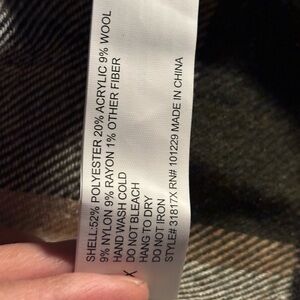 SHELL:52% POLYESTER 20% ACRYLIC 9% WOOL
9% NYLON 9% RAYON 1% OTHER FIBER
HAND WASH COLD
DO NOT BLEACH
HANG TO DRY
DO NOT IRON
STYLE# 31817X RN# 101229 MADE IN CHINA
X